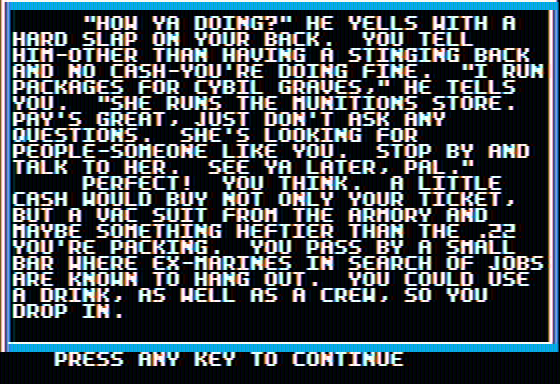 "HOW YA DOING?" HE YELLS WITH A
HARD SLAP ON YOUR BACK.  YOU TELL
HIM-OTHER THAN HAVING A STINGING BACK
AND NO CASH-YOU'RE DOING FINE.  "I RUN
PACKAGES FOR CYBIL GRAVES," HE TELLS
YOU.  "SHE RUNS THE MUNITIONS STORE.
PAY'S GREAT, JUST DON'T ASK ANY
QUESTIONS.  SHE'S LOOKING FOR
PEOPLE-SOMEONE LIKE YOU.  STOP BY AND
TALK TO HER.  SEE YA LATER, PAL."
PERFECT!  YOU THINK.  A LITTLE
CASH WOULD BUY NOT ONLY YOUR TICKET,
BUT A VAC SUIT FROM THE ARMORY AND
MAYBE SOMETHING HEFTIER THAN THE .22
YOU'RE PACKING.  YOU PASS BY A SMALL
BAR WHERE EX-MARINES IN SEARCH OF JOBS
ARE KNOWN TO HANG OUT.  YOU COULD USE
A DRINK, AS WELL AS A CREW, SO YOU
DROP IN.
PRESS ANY KEY TO CONTINUE